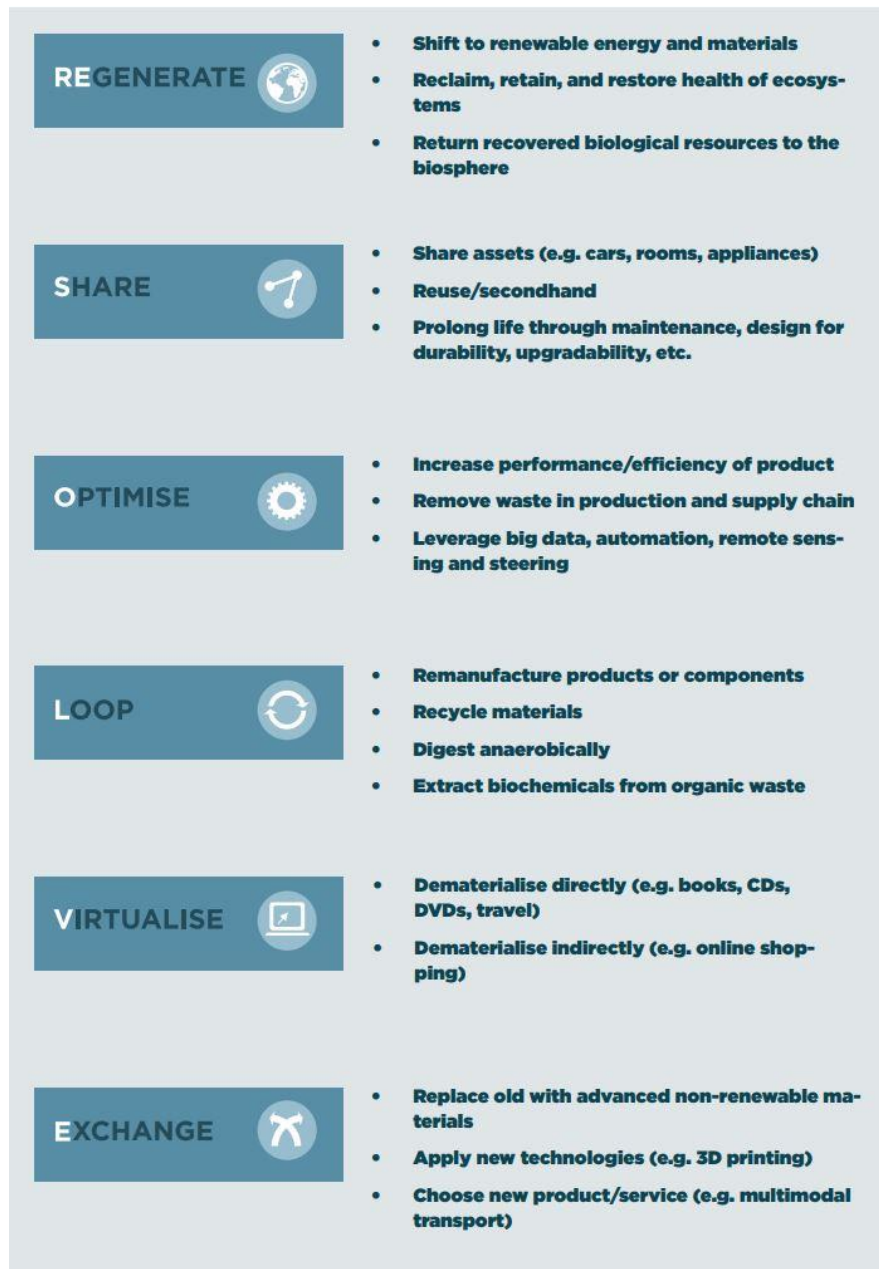 REGENERATE
• Shift to renewable energy and materials
• Reclaim, retain, and restore health of ecosys-
tems
• Return recovered biological resources to the
biosphere
SHARE
• Share assets (e.g. cars, rooms, appliances)
• Reuse/secondhand
• Prolong life through maintenance, design for
durability, upgradability, etc.
OPTIMISE
• Increase performance/efficiency of product
• Remove waste in production and supply chain
• Leverage big data, automation, remote sens-
ing and steering
LOOP
• Remanufacture products or components
• Recycle materials
• Digest anaerobically
• Extract biochemicals from organic waste
VIRTUALISE
• Dematerialise directly (e.g. books, CDs,
DVDs, travel)
• Dematerialise indirectly (e.g. online shop-
ping)
EXCHANGE
• Replace old with advanced non-renewable ma-
terials
• Apply new technologies (e.g. 3D printing)
• Choose new product/service (e.g. multimodal
transport)